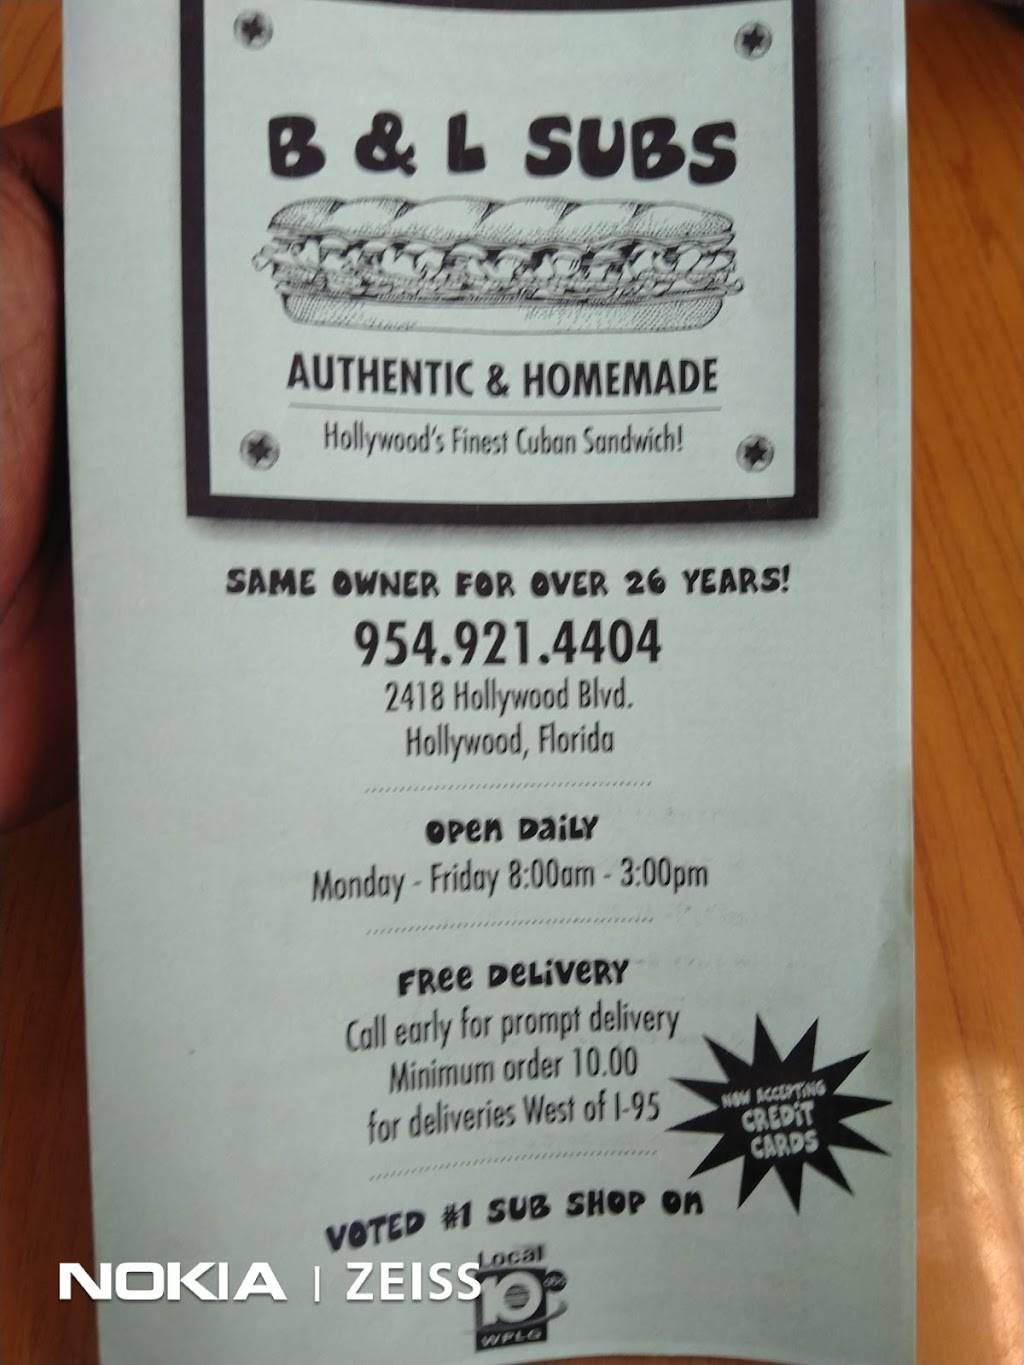 B & L SUBS
AUTHENTIC & HOMEMADE
Hollywood's Finest Cuban Sandwich!
SAME OWNER FOR OVER 26 YEARS!
954.921.4404
2418 Hollywood Blvd.
Hollywood, Florida
OPEN DAILY
Monday - Friday 8:00am - 3:00pm
FREE DELIVERY
Call early for prompt delivery
Minimum order 10.00
for deliveries West of I-95
NOW ACCEPTING
CREDIT
CARDS
VOTED #1 SUB SHOP ON
Local
10 abc
WPLG
NOKIA | ZEISS